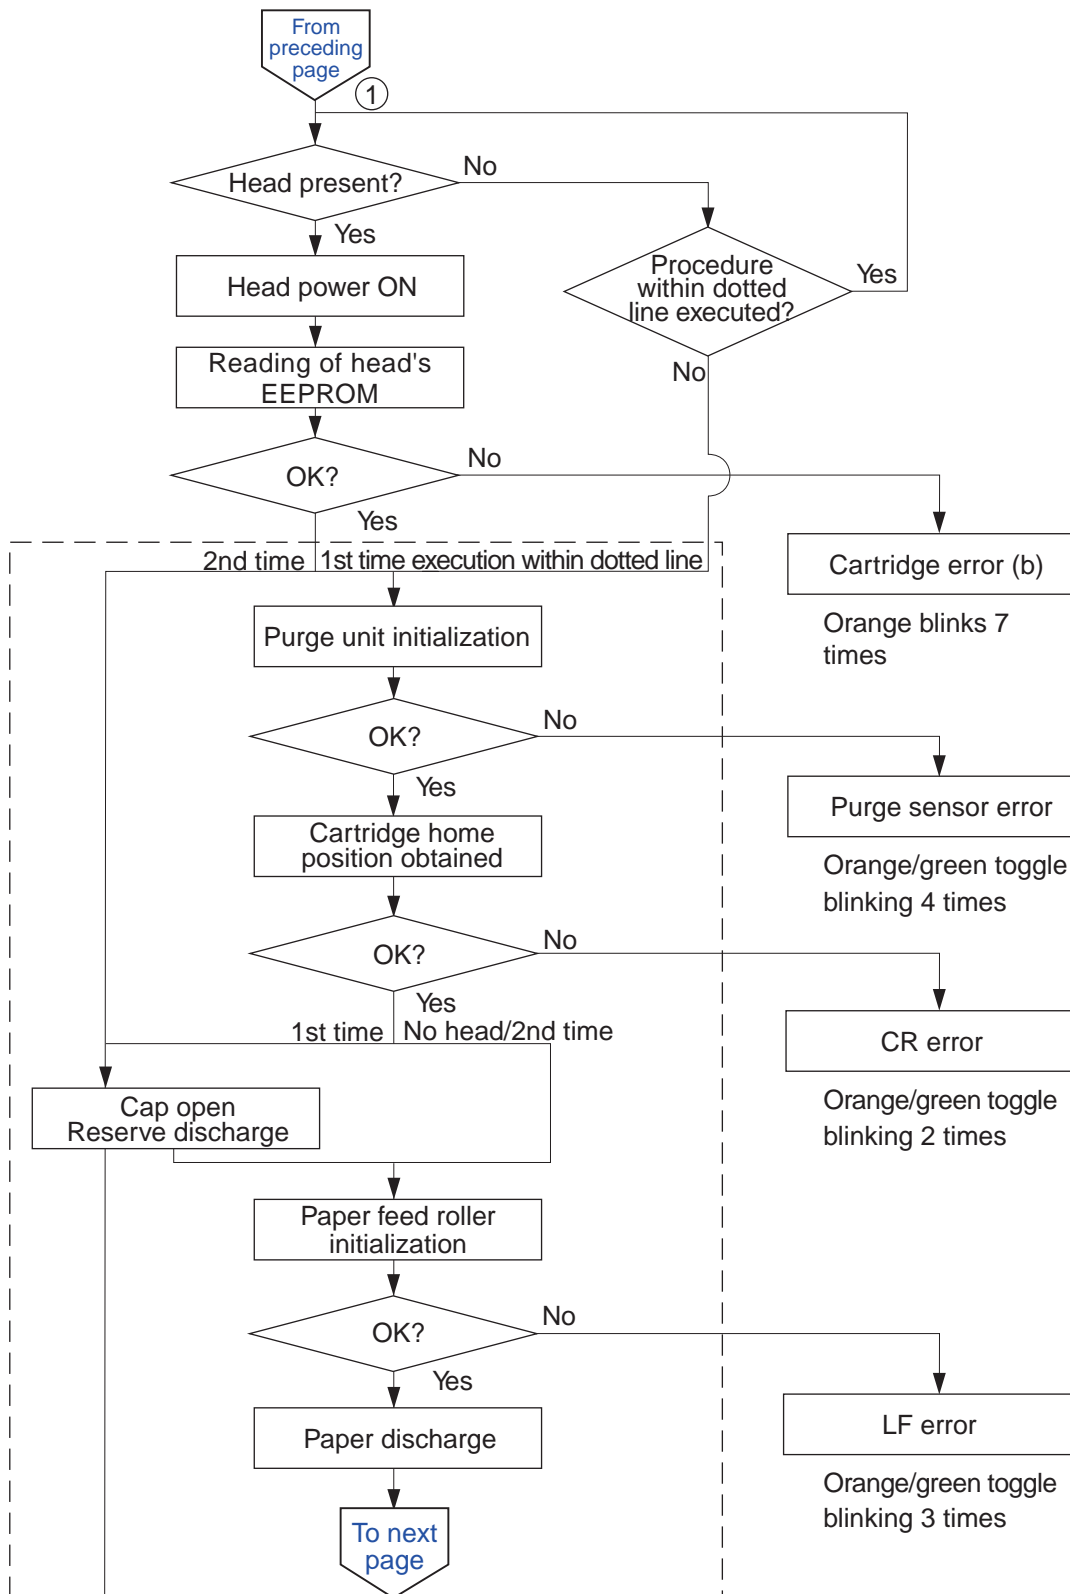 From
preceding
page
1
Head present?
No
Yes
Head power ON
Procedure
within dotted
line executed?
Yes
No
Reading of head's
EEPROM
OK?
No
Yes
2nd time
1st time execution within dotted line
Cartridge error (b)
Orange blinks 7
times
Purge unit initialization
OK?
No
Yes
Purge sensor error
Orange/green toggle
blinking 4 times
Cartridge home
position obtained
OK?
No
Yes
1st time
No head/2nd time
CR error
Orange/green toggle
blinking 2 times
Cap open
Reserve discharge
Paper feed roller
initialization
OK?
No
Yes
LF error
Orange/green toggle
blinking 3 times
Paper discharge
To next
page